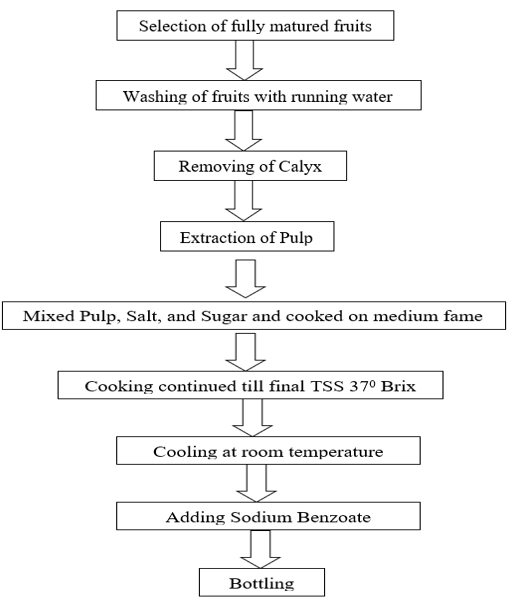 Selection of fully matured fruits
Washing of fruits with running water
Removing of Calyx
Extraction of Pulp
Mixed Pulp, Salt, and Sugar and cooked on medium fame
Cooking continued till final TSS 37⁰ Brix
Cooling at room temperature
Adding Sodium Benzoate
Bottling